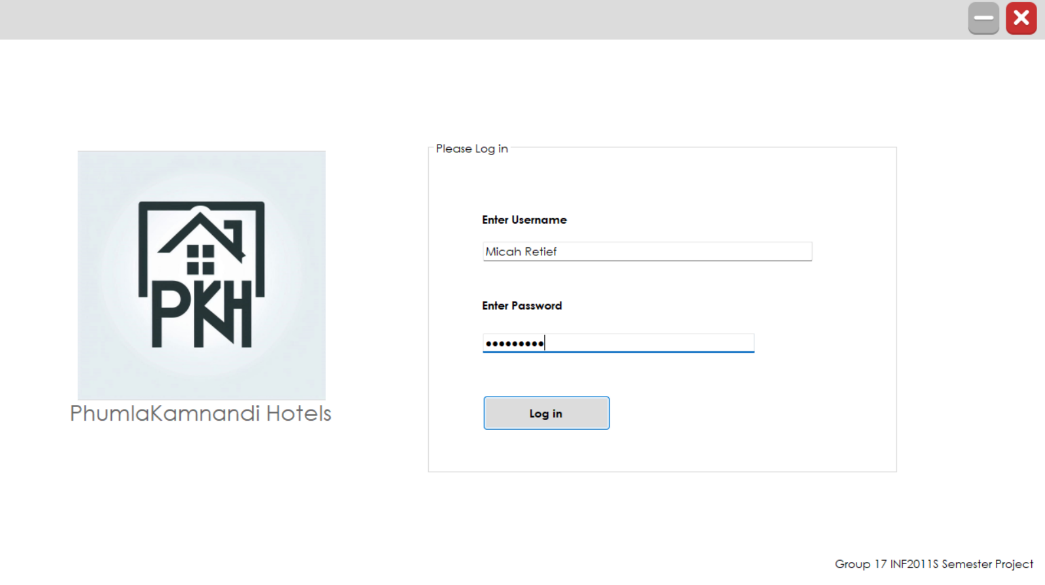 Please Log in
Enter Username
Micah Retief
Enter Password
•••••••••
Log in
PKH
PhumlaKamnandi Hotels
Group 17 INF2011S Semester Project